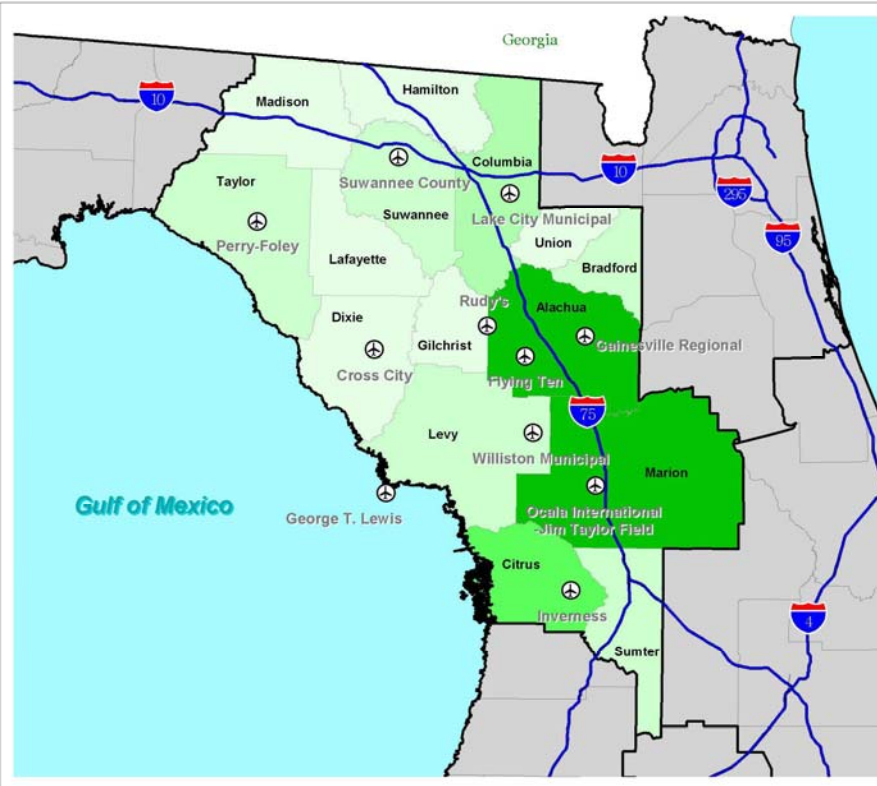 Georgia
Hamilton
Madison
10
Columbia
10
Taylor
Suwannee County
295
Suwannee
Lake City Municipal
95
Perry-Foley
Union
Lafayette
Bradford
Rudy's
Alachua
Dixie
Gilchrist
Gainesville Regional
Cross City
Flying Ten
75
Levy
Williston Municipal
Marion
Gulf of Mexico
George T. Lewis
Ocala International
-Jim Taylor Field
Citrus
Inverness
4
Sumter